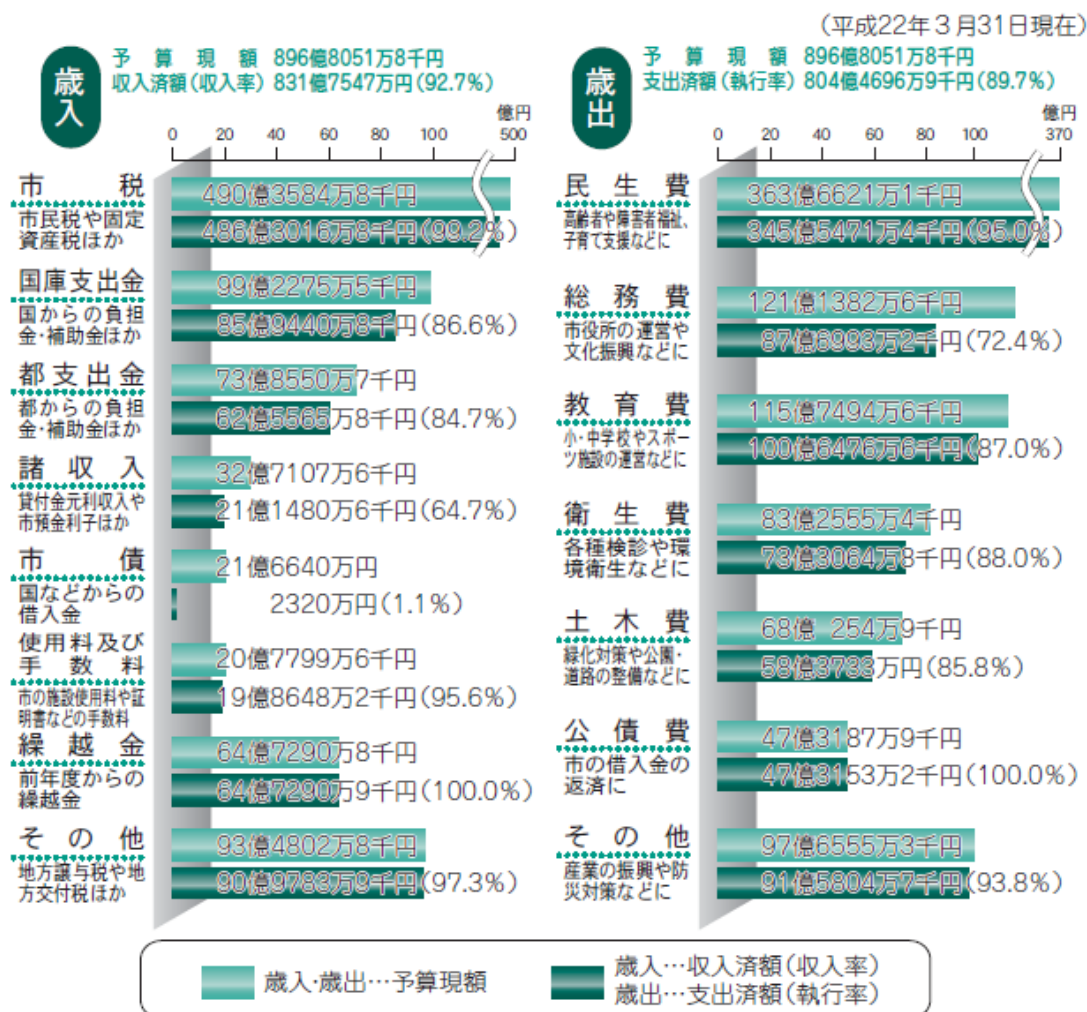 （平成22年３月31日現在）
歳入
予算現額 896億8051万8千円
収入済額（収入率） 831億7547万円（92.7%）
億円
0 20 40 60 80 100 500
市税
市民税や固定
資産税ほか
490億3584万8千円
486億3016万8千円（99.2%）
国庫支出金
国からの負担
金・補助金ほか
99億2275万5千円
85億9440万8千円（86.6%）
都支出金
都からの負担
金・補助金ほか
73億8550万7千円
62億5565万8千円（84.7%）
諸収入
貸付金元利収入や
市預金利子ほか
32億7107万6千円
21億1480万6千円（64.7%）
市債
国などからの
借入金
21億6640万円
2320万円（1.1%）
使用料及び
手数料
市の施設使用料や証
明書などの手数料
20億7799万6千円
19億8648万2千円（95.6%）
繰越金
前年度からの
繰越金
64億7290万8千円
64億7290万9千円（100.0%）
その他
地方譲与税や地
方交付税ほか
93億4802万8千円
90億9783万9千円（97.3%）
歳出
予算現額 896億8051万8千円
支出済額（執行率） 804億4696万9千円（89.7%）
億円
0 20 40 60 80 100 370
民生費
高齢者や障害者福祉、
子育て支援などに
363億6621万1千円
345億5471万4千円（95.0%）
総務費
市役所の運営や
文化振興などに
121億1382万6千円
87億6993万2千円（72.4%）
教育費
小・中学校やスポー
ツ施設の運営などに
115億7494万6千円
100億6476万6千円（87.0%）
衛生費
各種検診や環
境衛生などに
83億2555万4千円
73億3064万8千円（88.0%）
土木費
緑化対策や公園・
道路の整備などに
68億 254万9千円
58億3733万円（85.8%）
公債費
市の借入金の
返済に
47億3187万9千円
47億3153万2千円（100.0%）
その他
産業の振興や防
災対策などに
97億6555万3千円
91億5804万7千円（93.8%）
歳入・歳出…予算現額
歳入…収入済額（収入率）
歳出…支出済額（執行率）